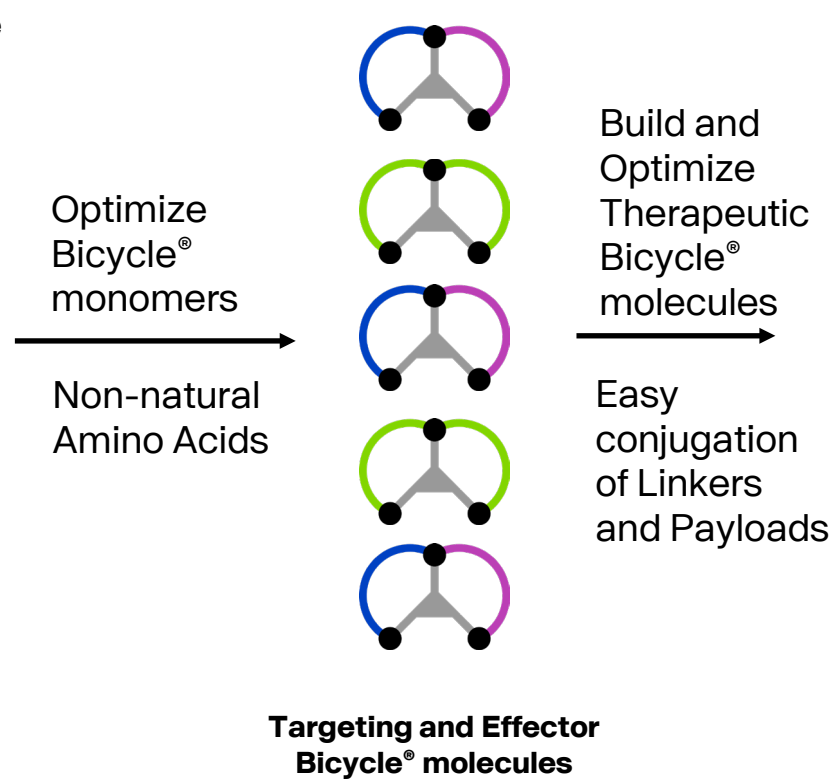 Optimize
Bicycle®
monomers
Non-natural
Amino Acids
Build and
Optimize
Therapeutic
Bicycle®
molecules
Easy
conjugation
of Linkers
and Payloads
Targeting and Effector
Bicycle® molecules